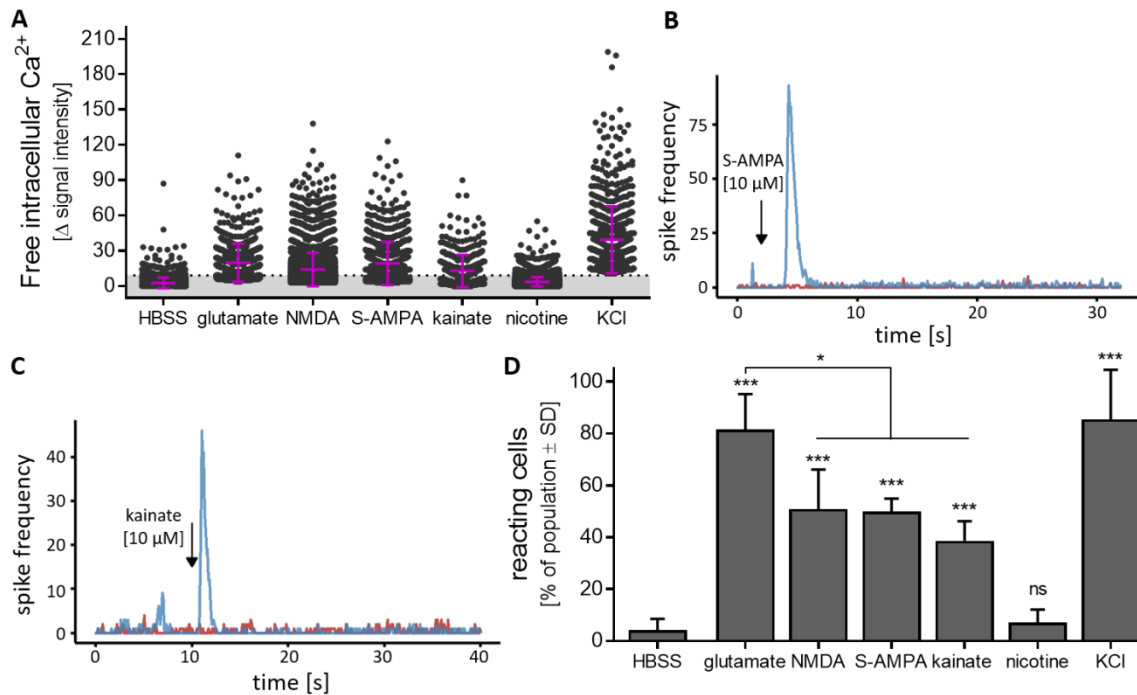 A
Free intracellular Ca²⁺
[Δ signal intensity]
210
180
150
120
90
60
30
0
HBSS glutamate NMDA S-AMPA kainate nicotine KCl
B
spike frequency
75
50
25
0
S-AMPA
[10 µM]
0 10 20 30
time [s]
C
spike frequency
40
30
20
10
0
kainate
[10 µM]
0 10 20 30 40
time [s]
D
reacting cells
[% of population ± SD]
100
80
60
40
20
0
*
***
***
***
***
ns
***
HBSS glutamate NMDA S-AMPA kainate nicotine KCl